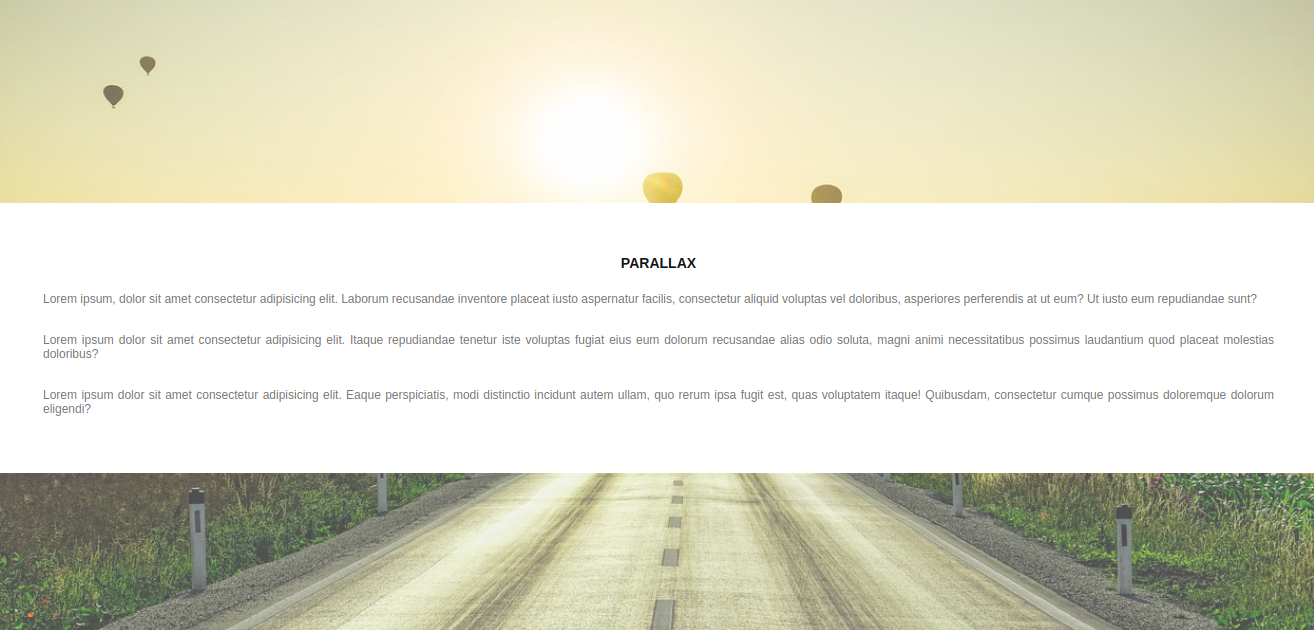 PARALLAX
Lorem ipsum, dolor sit amet consectetur adipisicing elit. Laborum recusandae inventore placeat iusto aspernatur facilis, consectetur aliquid voluptas vel doloribus, asperiores perferendis at ut eum? Ut iusto eum repudiandae sunt?
Lorem ipsum dolor sit amet consectetur adipisicing elit. Itaque repudiandae tenetur iste voluptas fugiat eius eum dolorum recusandae alias odio soluta, magni animi necessitatibus possimus laudantium quod placeat molestias
doloribus?
Lorem ipsum dolor sit amet consectetur adipisicing elit. Eaque perspiciatis, modi distinctio incidunt autem ullam, quo rerum ipsa fugit est, quas voluptatem itaque! Quibusdam, consectetur cumque possimus doloremque dolorum
eligendi?